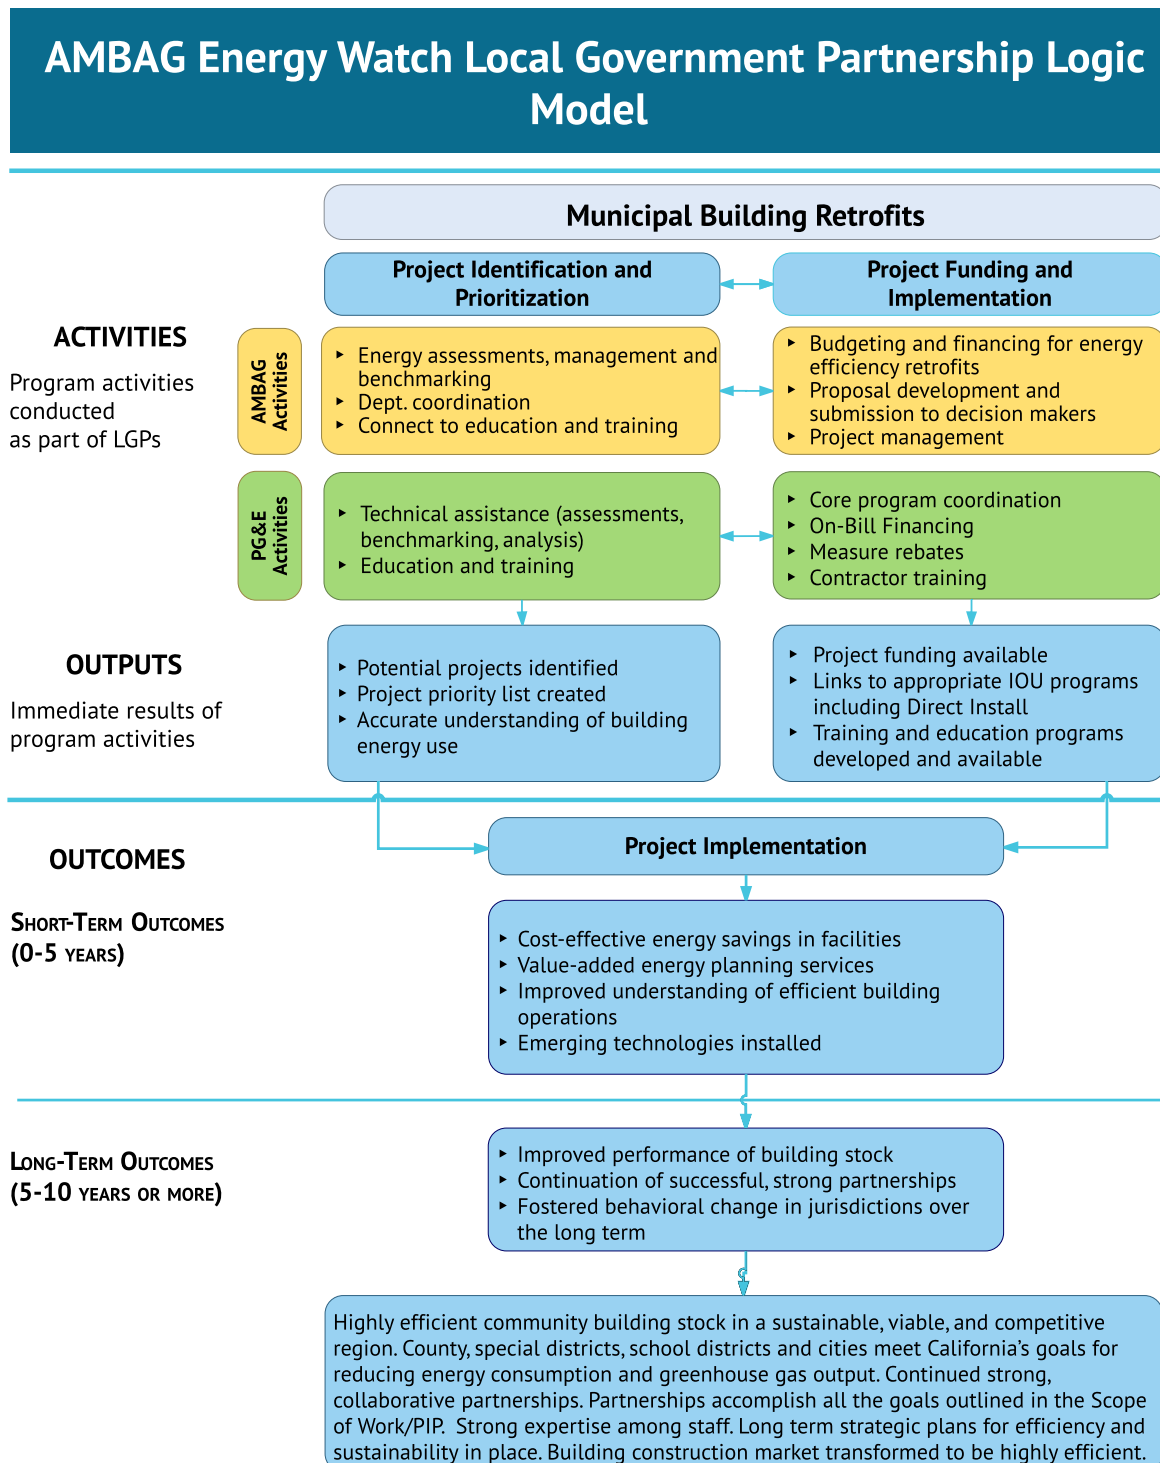 AMBAG Energy Watch Local Government Partnership Logic
Model
Municipal Building Retrofits
Project Identification and
Prioritization
Project Funding and
Implementation
ACTIVITIES
Program activities
conducted
as part of LGPs
AMBAG
Activities
‣ Energy assessments, management and
benchmarking
‣ Dept. coordination
‣ Connect to education and training
‣ Budgeting and financing for energy
efficiency retrofits
‣ Proposal development and
submission to decision makers
‣ Project management
PG&E
Activities
‣ Technical assistance (assessments,
benchmarking, analysis)
‣ Education and training
‣ Core program coordination
‣ On-Bill Financing
‣ Measure rebates
‣ Contractor training
OUTPUTS
Immediate results of
program activities
‣ Potential projects identified
‣ Project priority list created
‣ Accurate understanding of building
energy use
‣ Project funding available
‣ Links to appropriate IOU programs
including Direct Install
‣ Training and education programs
developed and available
OUTCOMES
Project Implementation
Short-Term Outcomes
(0-5 years)
‣ Cost-effective energy savings in facilities
‣ Value-added energy planning services
‣ Improved understanding of efficient building
operations
‣ Emerging technologies installed
Long-Term Outcomes
(5-10 years or more)
‣ Improved performance of building stock
‣ Continuation of successful, strong partnerships
‣ Fostered behavioral change in jurisdictions over
the long term
Highly efficient community building stock in a sustainable, viable, and competitive
region. County, special districts, school districts and cities meet California's goals for
reducing energy consumption and greenhouse gas output. Continued strong,
collaborative partnerships. Partnerships accomplish all the goals outlined in the Scope
of Work/PIP.  Strong expertise among staff. Long term strategic plans for efficiency and
sustainability in place. Building construction market transformed to be highly efficient.